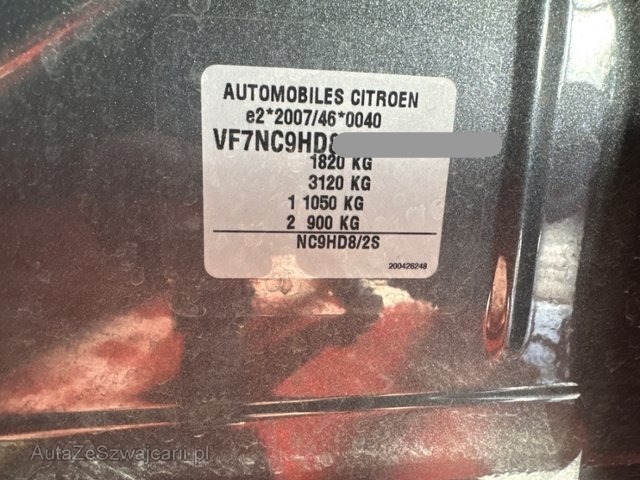 AUTOMOBILES CITROEN
e2*2007/46*0040
VF7NC9HD8
1820 KG
3120 KG
1 1050 KG
2 900 KG
NC9HD8/2S
200426248
AutaZeSzwajcarii.pl